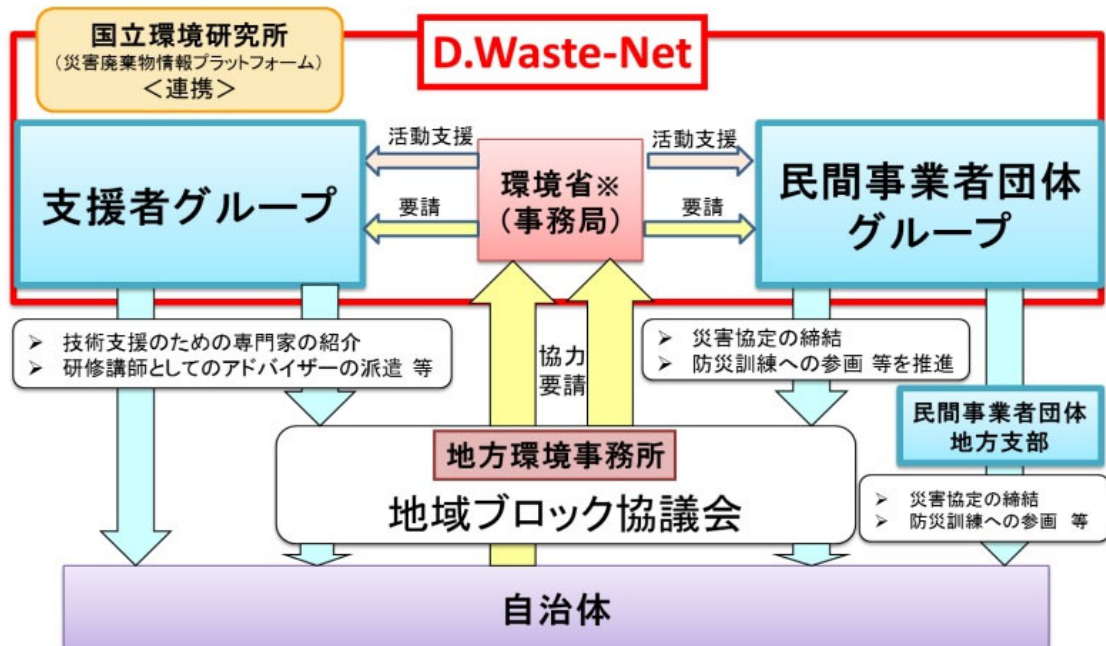 国立環境研究所
(災害廃棄物情報プラットフォーム)
＜連携＞
D.Waste-Net
支援者グループ
活動支援
要請
環境省※
(事務局)
活動支援
要請
民間事業者団体
グループ
➢ 技術支援のための専門家の紹介
➢ 研修講師としてのアドバイザーの派遣 等
協力
要請
➢ 災害協定の締結
➢ 防災訓練への参画 等を推進
民間事業者団体
地方支部
地方環境事務所
地域ブロック協議会
➢ 災害協定の締結
➢ 防災訓練への参画 等
自治体